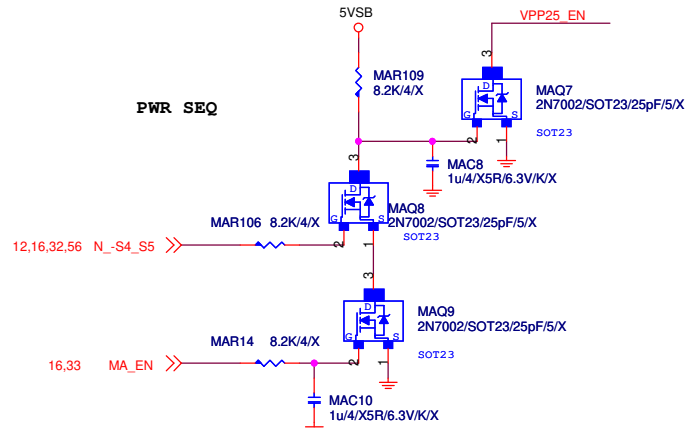 5VSB
VPP25_EN
3
MAR109
8.2K/4/X
D
MAQ7
2N7002/SOT23/25pF/5/X
PWR SEQ
G
S
2
1
SOT23
3
MAC8
1u/4/X5R/6.3V/K/X
D
MAQ8
2N7002/SOT23/25pF/5/X
MAR106 8.2K/4/X
G
S
SOT23
12,16,32,56 N_-S4_S5
2
1
3
D
MAQ9
2N7002/SOT23/25pF/5/X
MAR14 8.2K/4/X
G
S
SOT23
16,33 MA_EN
2
1
MAC10
1u/4/X5R/6.3V/K/X